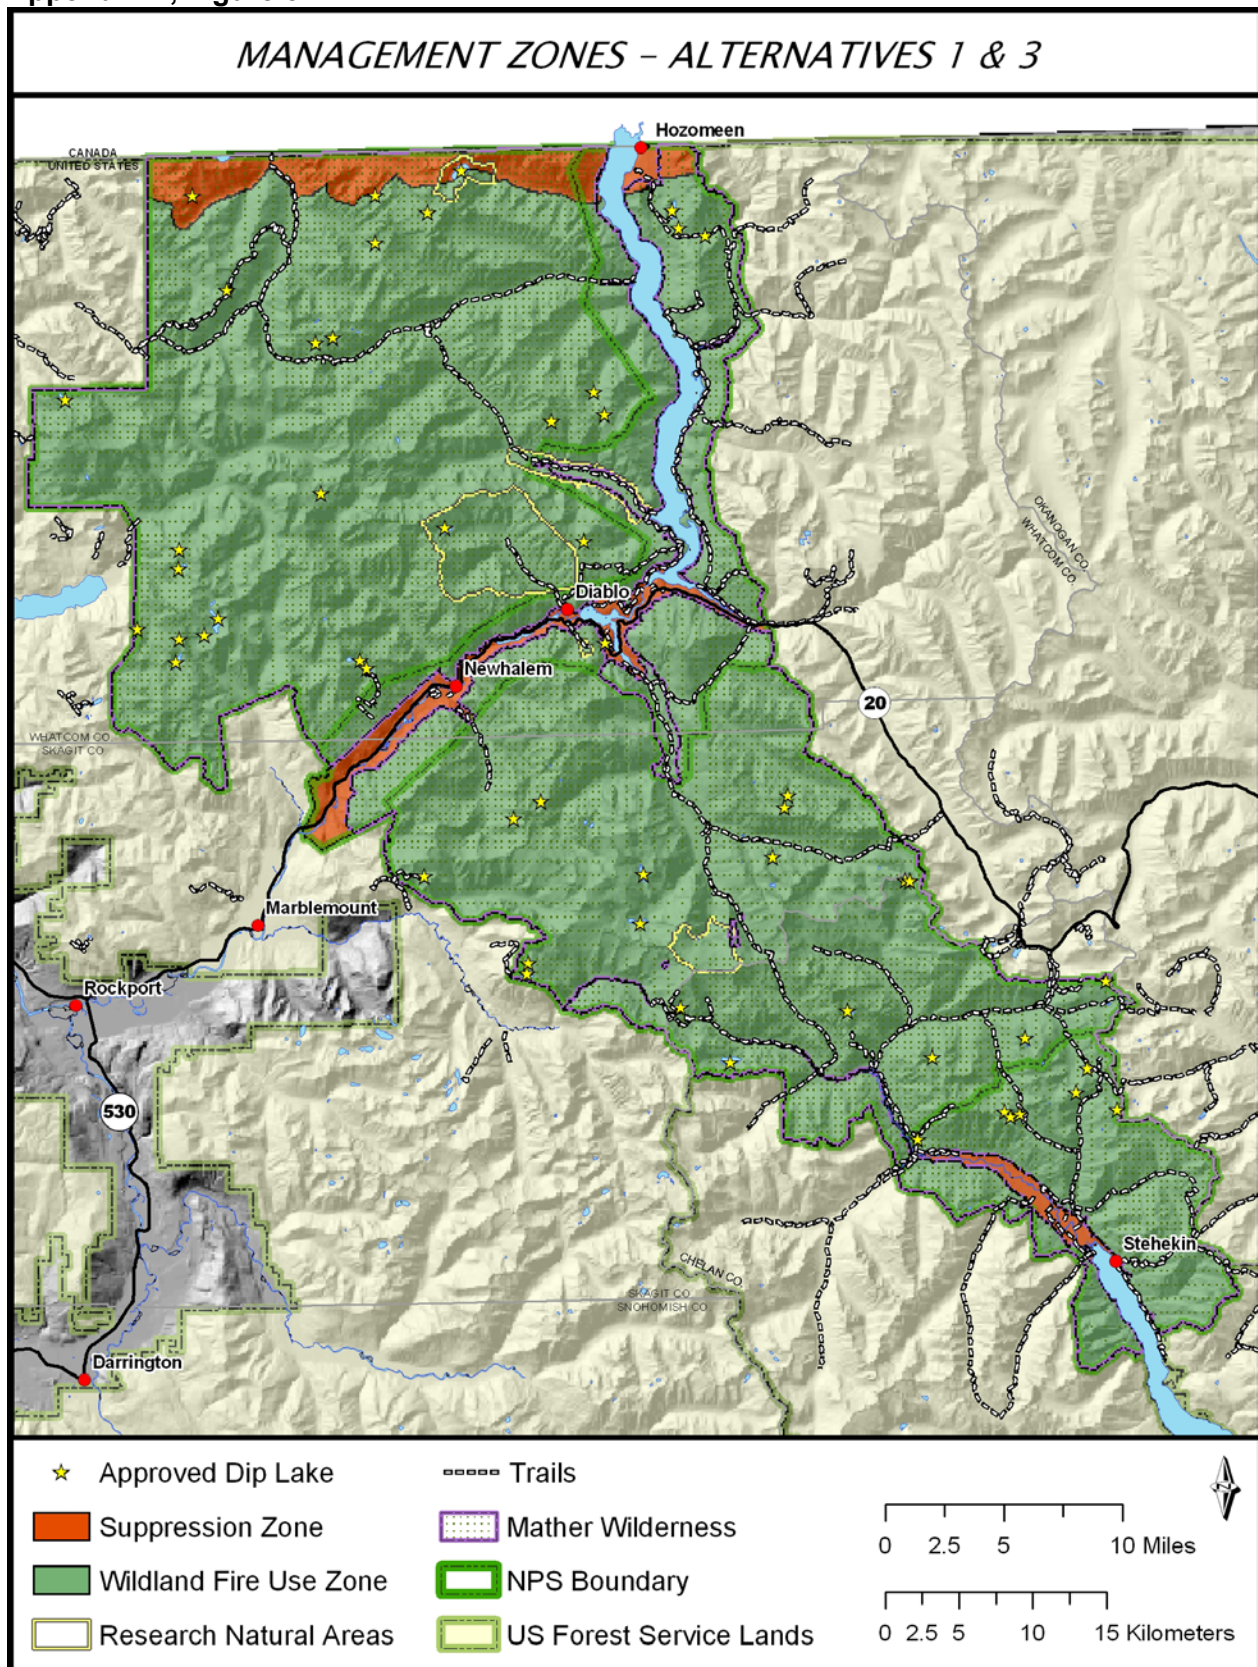 MANAGEMENT ZONES – ALTERNATIVES 1 & 3
Hozomeen
CANADA
UNITED STATES
OKANOGAN CO.
WHATCOM CO.
Diablo
Newhalem
20
WHATCOM CO.
SKAGIT CO.
Marblemount
Rockport
530
Stehekin
CHELAN CO.
SKAGIT CO.
SNOHOMISH CO.
Darrington
Approved Dip Lake
Trails
Suppression Zone
Mather Wilderness
0 2.5 5 10 Miles
Wildland Fire Use Zone
NPS Boundary
Research Natural Areas
US Forest Service Lands
0 2.5 5 10 15 Kilometers